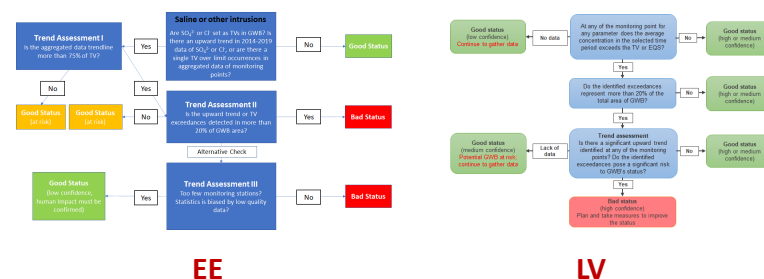 Trend Assessment I
Is the aggregated data trendline
more than 75% of TV?
Yes
Saline or other intrusions
Are SO₄²⁻ or Cl⁻ set as TVs in GWB? Is
there an upward trend in 2014-2019
data of SO₄²⁻ or Cl⁻, or are there a
single TV over limit occurrences in
aggregated data of monitoring
points?
No
Good Status
Yes
No
Good Status
(at risk)
Good Status
(at risk)
No
Trend Assessment II
Is the upward trend or TV
exceedances detected in more than
20% of GWB area?
Yes
Bad Status
Alternative Check
Good Status
(low confidence,
human impact must be
confirmed)
Yes
Trend Assessment III
Too few monitoring stations?
Statistics is biased by low quality
data?
No
Bad Status
EE
Good status
(low confidence)
Continue to gather data
No data
At any of the monitoring point for
any parameter does the average
concentration in the selected time
period exceeds the TV or EQS?
No
Good status
(high or medium
confidence)
Yes
Do the identified exceedances
represent more than 20% of the
total area of GWB?
No
Good status
(high or medium
confidence)
Yes
Good status
(medium confidence)
Potential GWB at risk,
continue to gather data
Lack of
data
Trend assessment
Is there a significant upward trend
identified at any of the monitoring
points? Do the identified
exceedances pose a significant risk
to GWB's status?
No
Good status
(high or medium
confidence)
Yes
Bad status
(high confidence)
Plan and take measures to improve
the status
LV